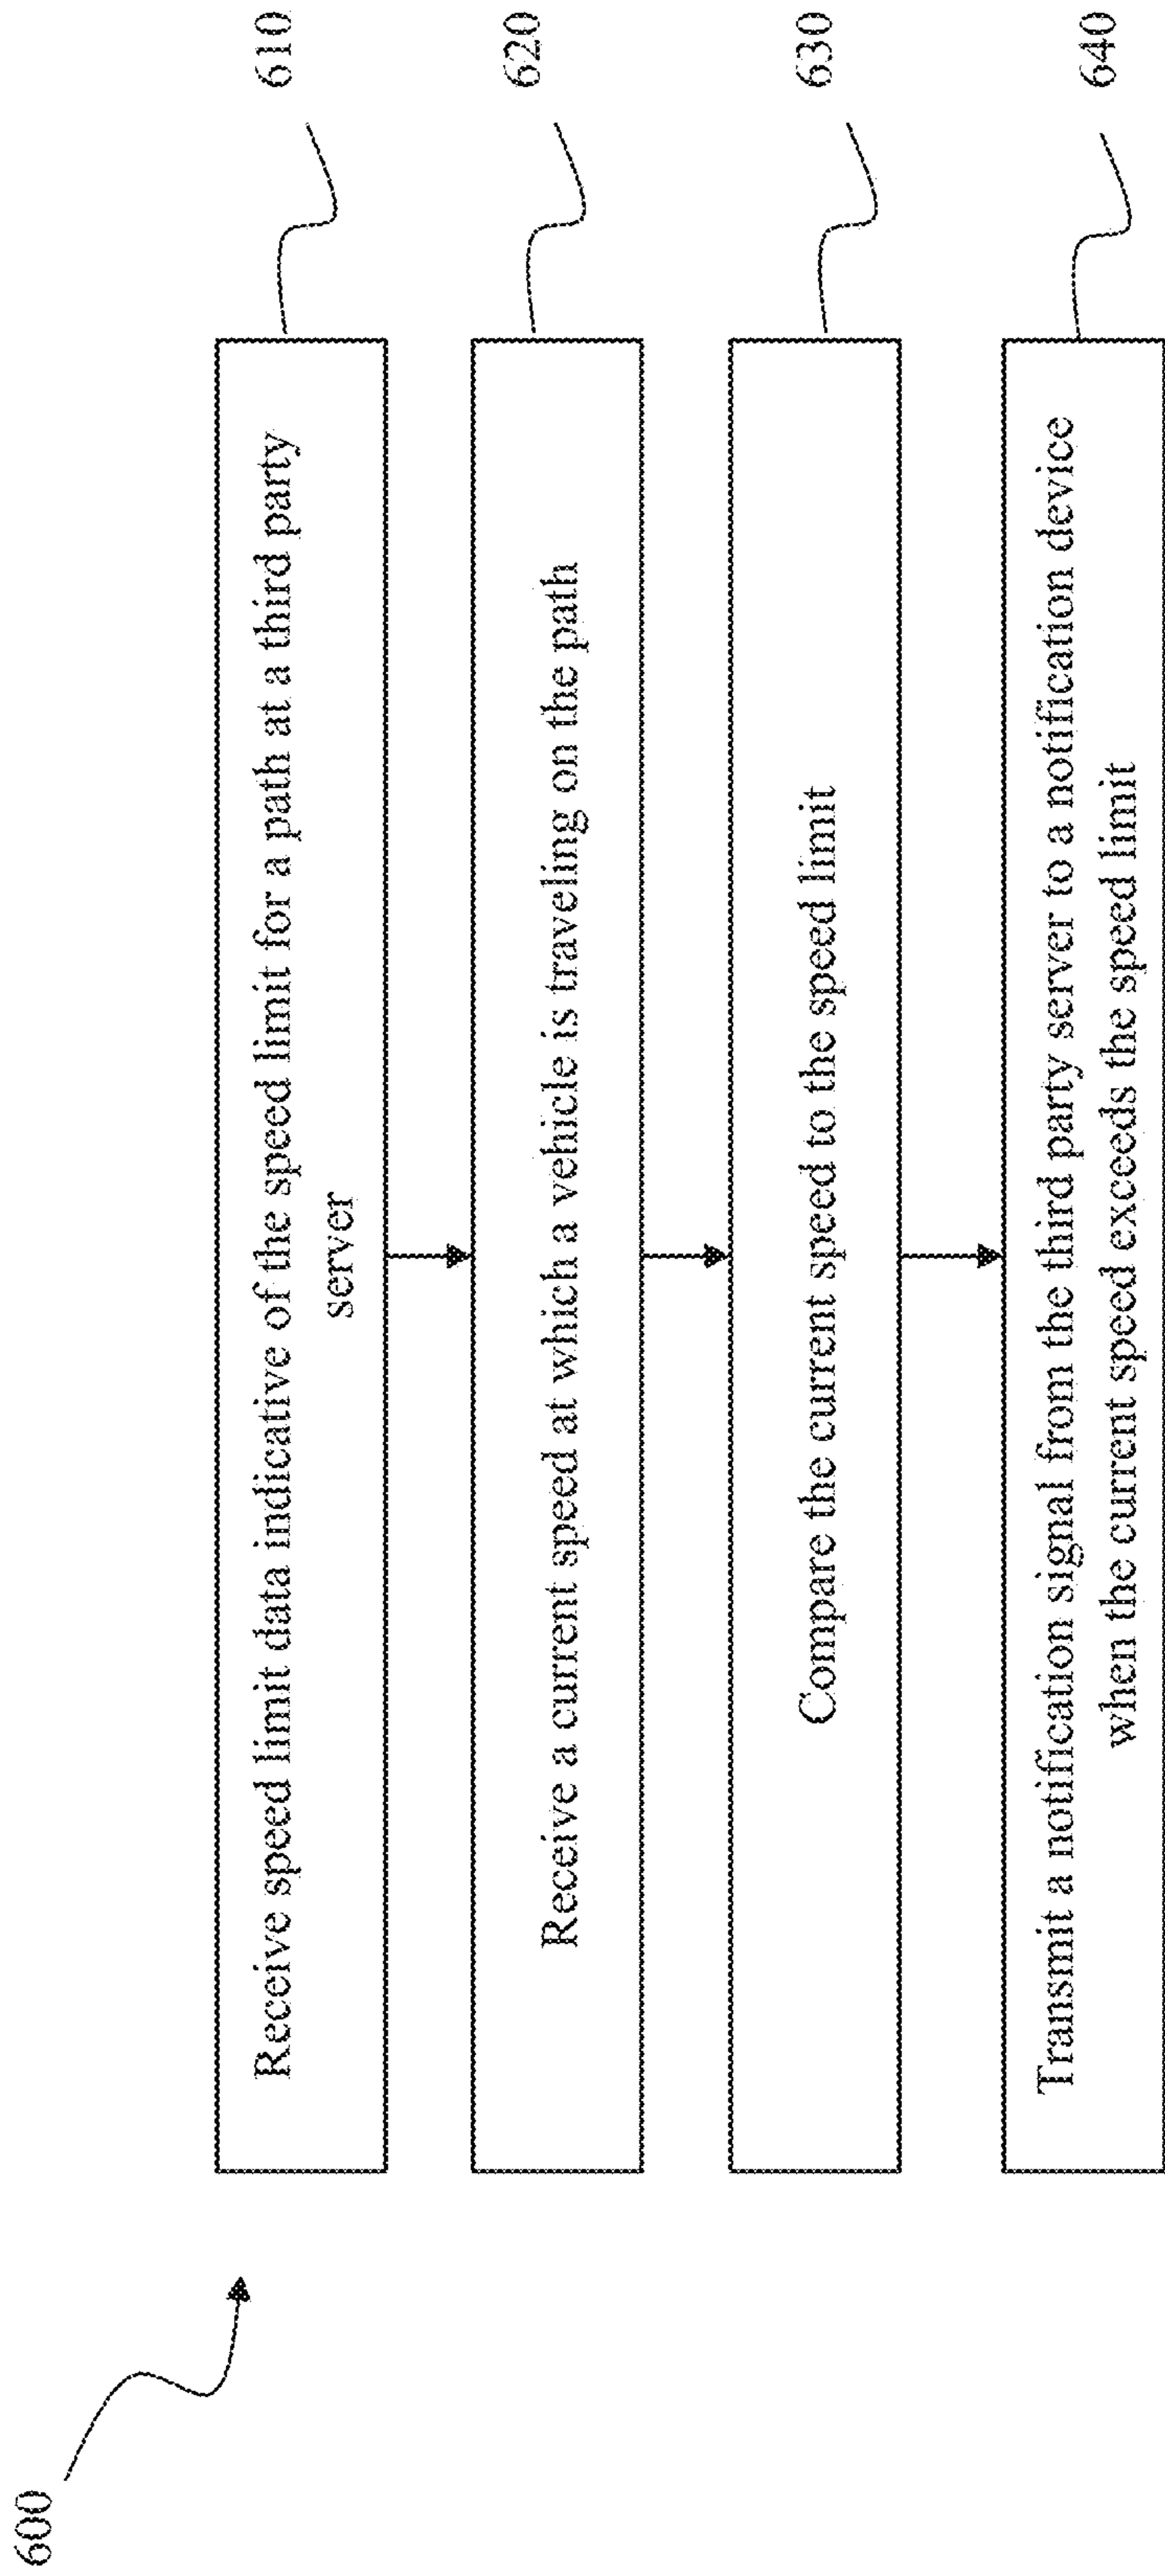 600
Receive speed limit data indicative of the speed limit for a path at a third party
server
610
Receive a current speed at which a vehicle is traveling on the path
620
Compare the current speed to the speed limit
630
Transmit a notification signal from the third party server to a notification device
when the current speed exceeds the speed limit
640